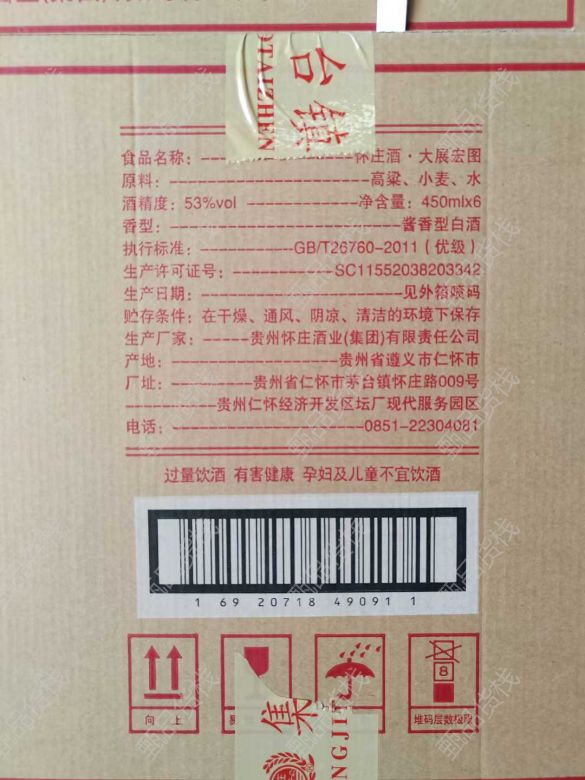 台镇
OTAIZHEN
食品名称：怀庄酒·大展宏图
原料：高粱、小麦、水
酒精度：53%vol 净含量：450mlx6
香型：酱香型白酒
执行标准：GB/T26760-2011（优级）
生产许可证号：SC11552038203342
生产日期：见外箱喷码
贮存条件：在干燥、通风、阴凉、清洁的环境下保存
生产厂家：贵州怀庄酒业(集团)有限责任公司
产地：贵州省遵义市仁怀市
厂址：贵州省仁怀市茅台镇怀庄路009号
贵州仁怀经济开发区坛厂现代服务园区
电话：0851-22304081
过量饮酒 有害健康 孕妇及儿童不宜饮酒
1 69 20718 49091 1
向上
8
堆码层数极限
集
NGJI
甄品货栈